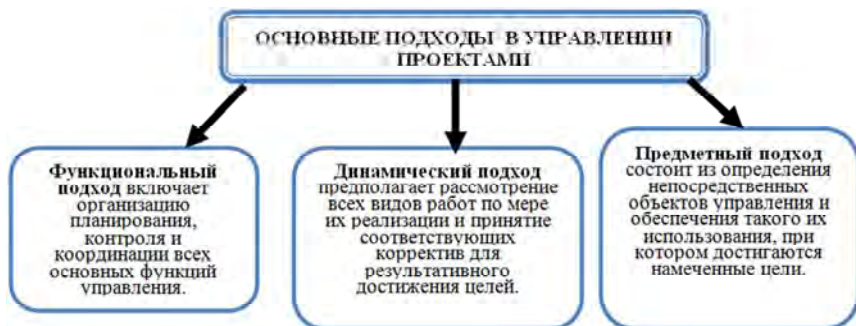 ОСНОВНЫЕ ПОДХОДЫ В УПРАВЛЕНИИ
ПРОЕКТАМИ
Функциональный
подход включает
организацию
планирования,
контроля и
координации всех
основных функций
управления.
Динамический подход
предполагает рассмотрение
всех видов работ по мере
их реализации и принятие
соответствующих
корректив для
результативного
достижения целей.
Предметный подход
состоит из определения
непосредственных
объектов управления и
обеспечения такого их
использования, при
котором достигаются
намеченные цели.